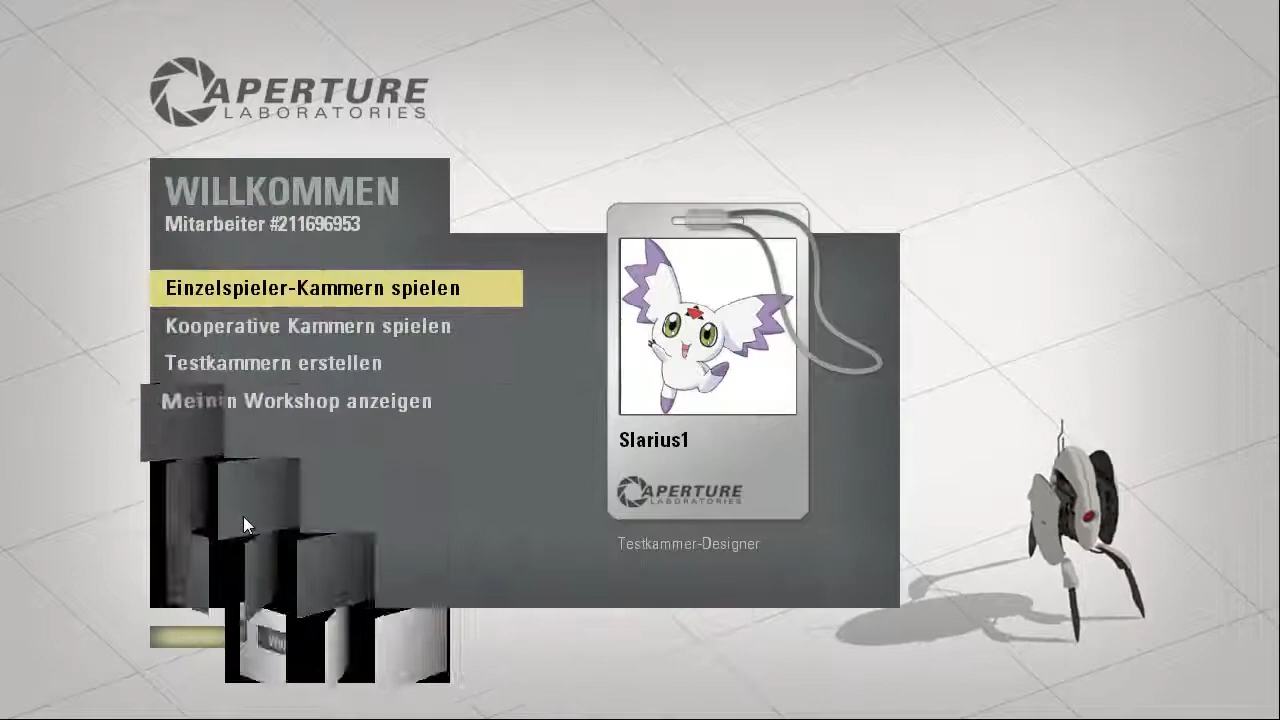 APERTURE
LABORATORIES
WILLKOMMEN
Mitarbeiter #211696953
Einzelspieler-Kammern spielen
Kooperative Kammern spielen
Testkammern erstellen
Workshop anzeigen
Slarius1
APERTURE
LABORATORIES
Testkammer-Designer